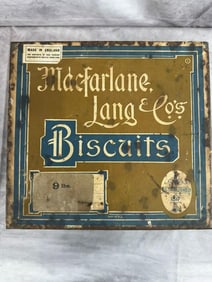 MADE IN ENGLAND
Macfarlane,
Lang & Co's
Biscuits
9 lbs.